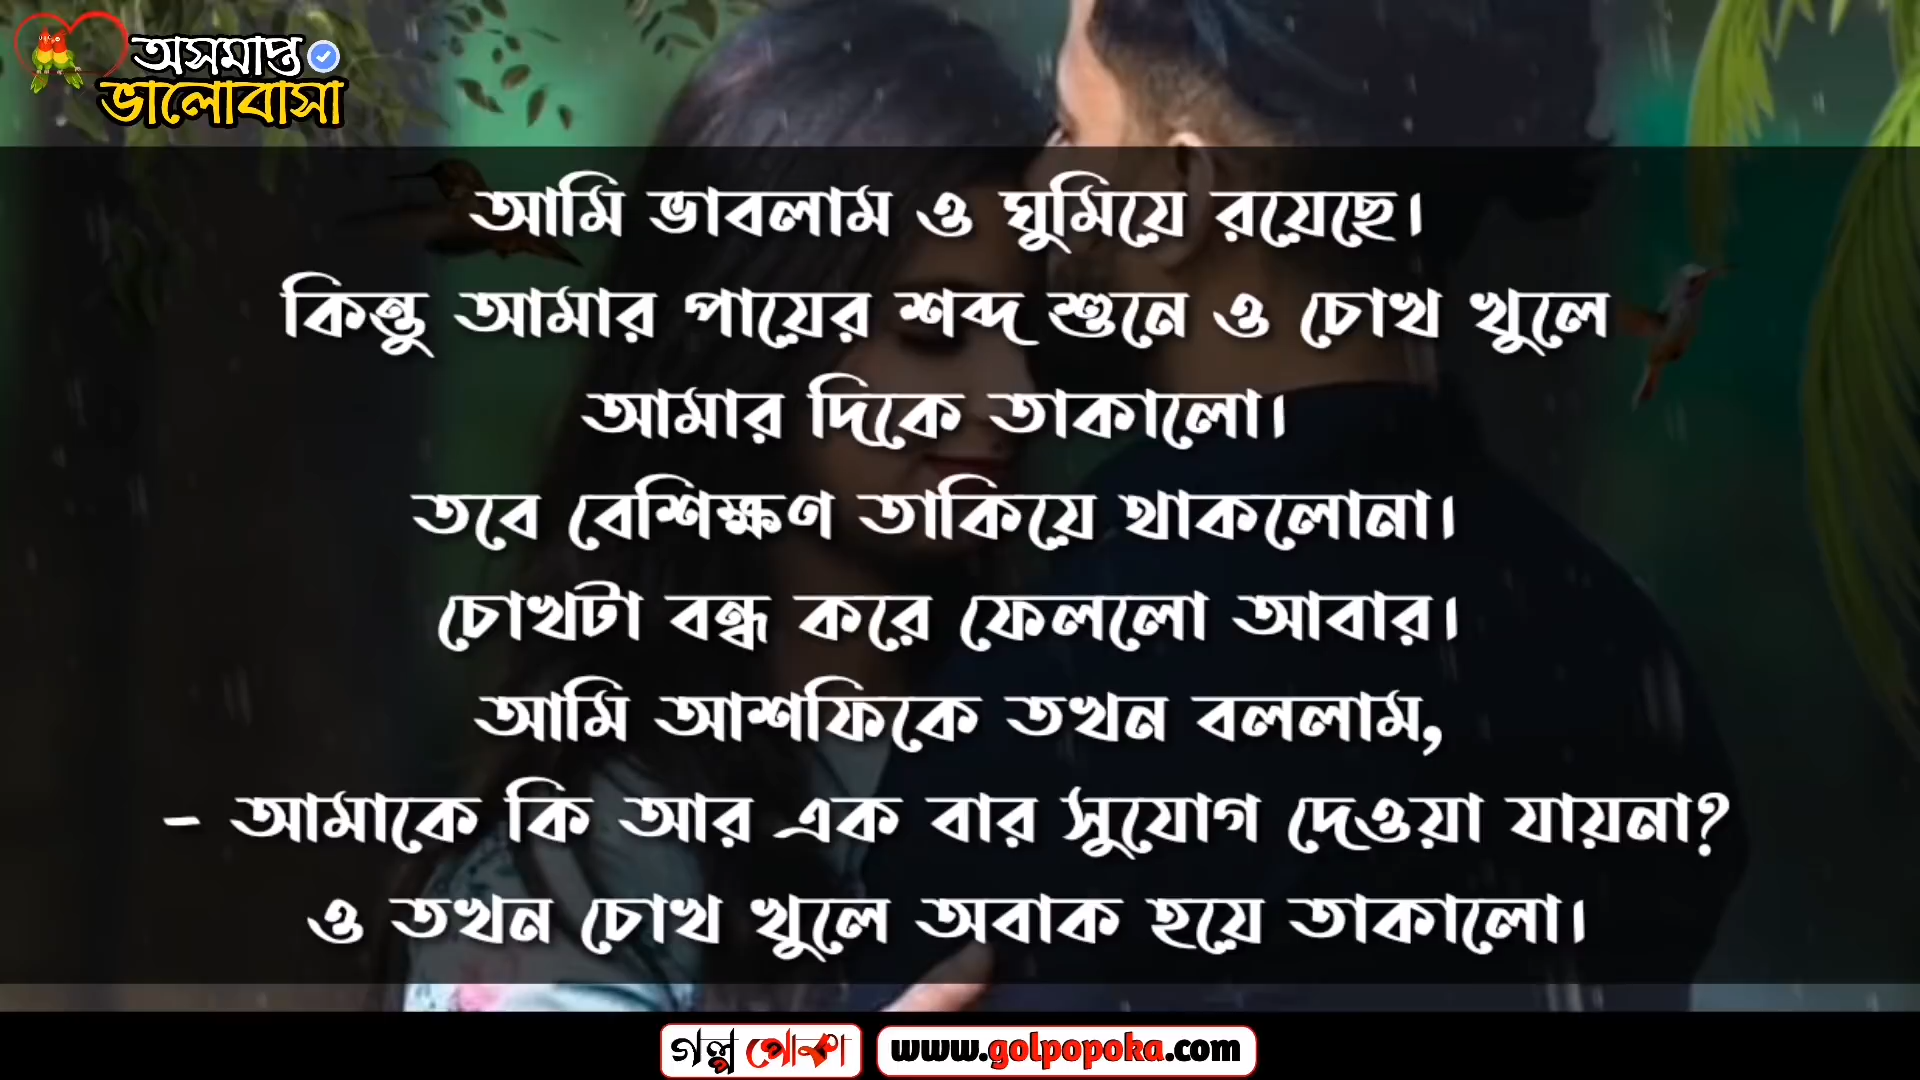 অসমাপ্ত
ভালোবাসা
আমি ভাবলাম ও ঘুমিয়ে রয়েছে।
কিন্তু আমার পায়ের শব্দ শুনে ও চোখ খুলে
আমার দিকে তাকালো।
তবে বেশিক্ষণ তাকিয়ে থাকলোনা।
চোখটা বন্ধ করে ফেললো আবার।
আমি আশফিকে তখন বললাম,
- আমাকে কি আর এক বার সুযোগ দেওয়া যায়না?
ও তখন চোখ খুলে অবাক হয়ে তাকালো।
গল্প পোকা www.golpopoka.com